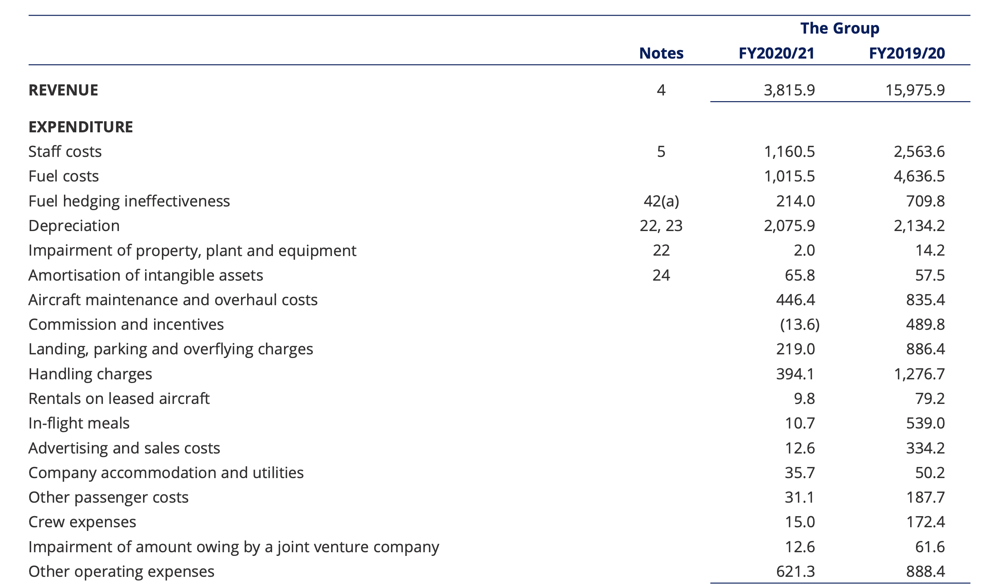 The Group
Notes FY2020/21 FY2019/20
REVENUE 4 3,815.9 15,975.9
EXPENDITURE
Staff costs 5 1,160.5 2,563.6
Fuel costs 1,015.5 4,636.5
Fuel hedging ineffectiveness 42(a) 214.0 709.8
Depreciation 22, 23 2,075.9 2,134.2
Impairment of property, plant and equipment 22 2.0 14.2
Amortisation of intangible assets 24 65.8 57.5
Aircraft maintenance and overhaul costs 446.4 835.4
Commission and incentives (13.6) 489.8
Landing, parking and overflying charges 219.0 886.4
Handling charges 394.1 1,276.7
Rentals on leased aircraft 9.8 79.2
In-flight meals 10.7 539.0
Advertising and sales costs 12.6 334.2
Company accommodation and utilities 35.7 50.2
Other passenger costs 31.1 187.7
Crew expenses 15.0 172.4
Impairment of amount owing by a joint venture company 12.6 61.6
Other operating expenses 621.3 888.4